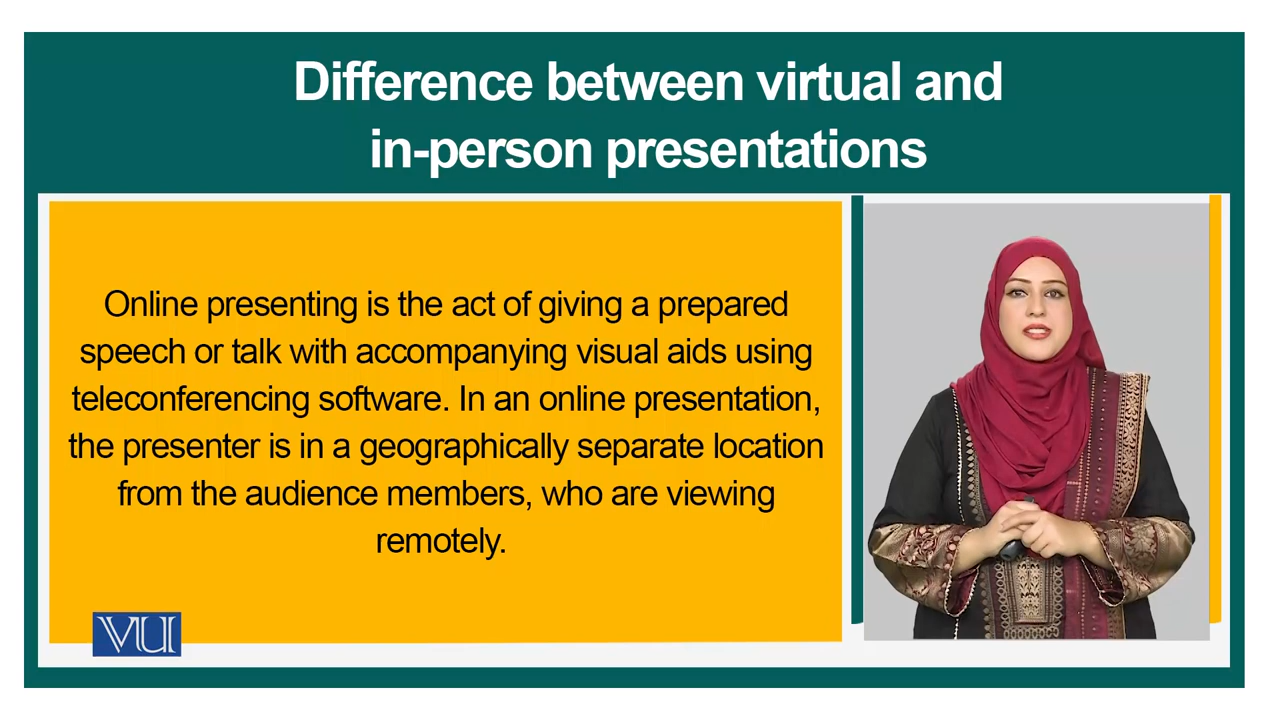 Difference between virtual and
in-person presentations
Online presenting is the act of giving a prepared
speech or talk with accompanying visual aids using
teleconferencing software. In an online presentation,
the presenter is in a geographically separate location
from the audience members, who are viewing
remotely.
VU